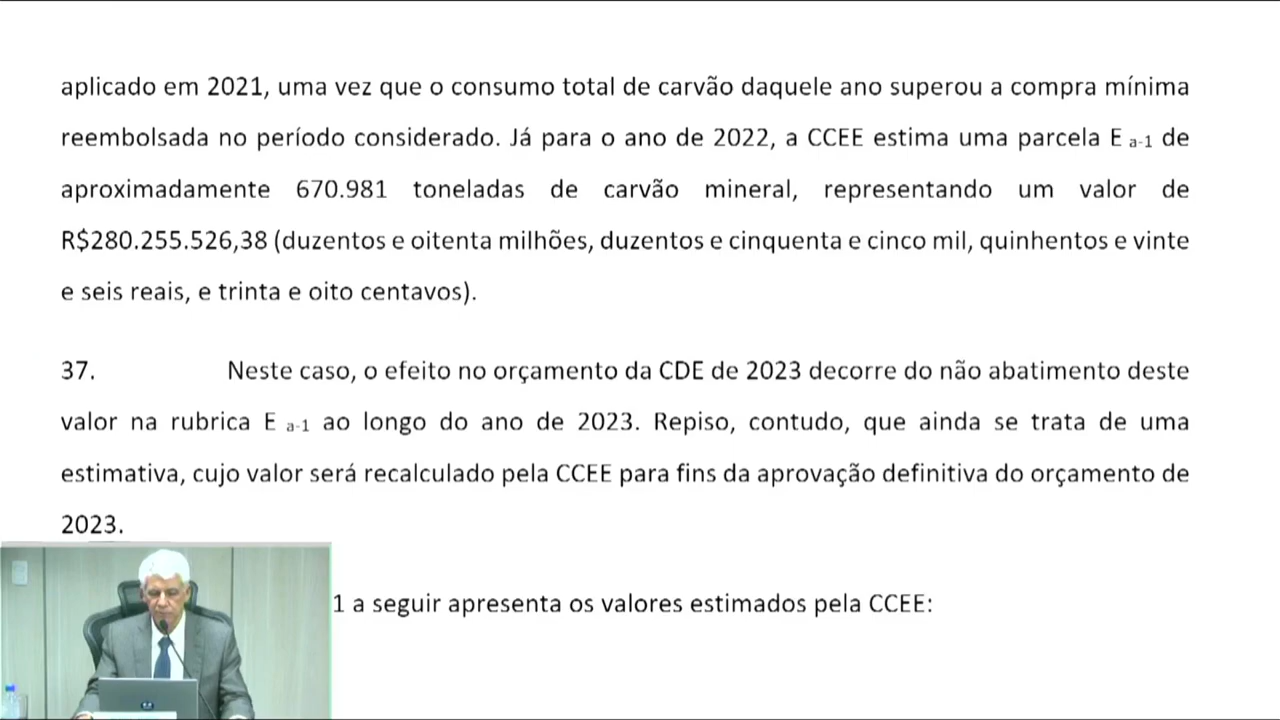 aplicado em 2021, uma vez que o consumo total de carvão daquele ano superou a compra mínima
reembolsada no período considerado. Já para o ano de 2022, a CCEE estima uma parcela E a-1 de
aproximadamente 670.981 toneladas de carvão mineral, representando um valor de
R$280.255.526,38 (duzentos e oitenta milhões, duzentos e cinquenta e cinco mil, quinhentos e vinte
e seis reais, e trinta e oito centavos).
37. Neste caso, o efeito no orçamento da CDE de 2023 decorre do não abatimento deste
valor na rubrica E a-1 ao longo do ano de 2023. Repiso, contudo, que ainda se trata de uma
estimativa, cujo valor será recalculado pela CCEE para fins da aprovação definitiva do orçamento de
2023.
1 a seguir apresenta os valores estimados pela CCEE: